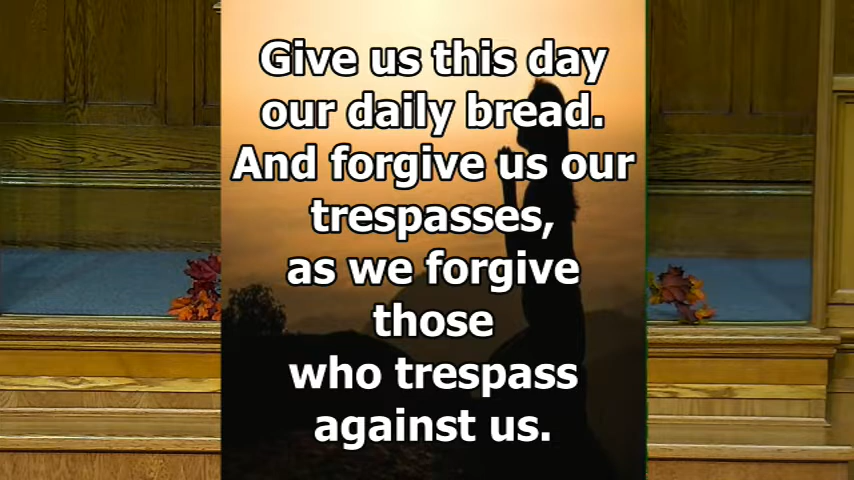 Give us this day
our daily bread.
And forgive us our
trespasses,
as we forgive
those
who trespass
against us.